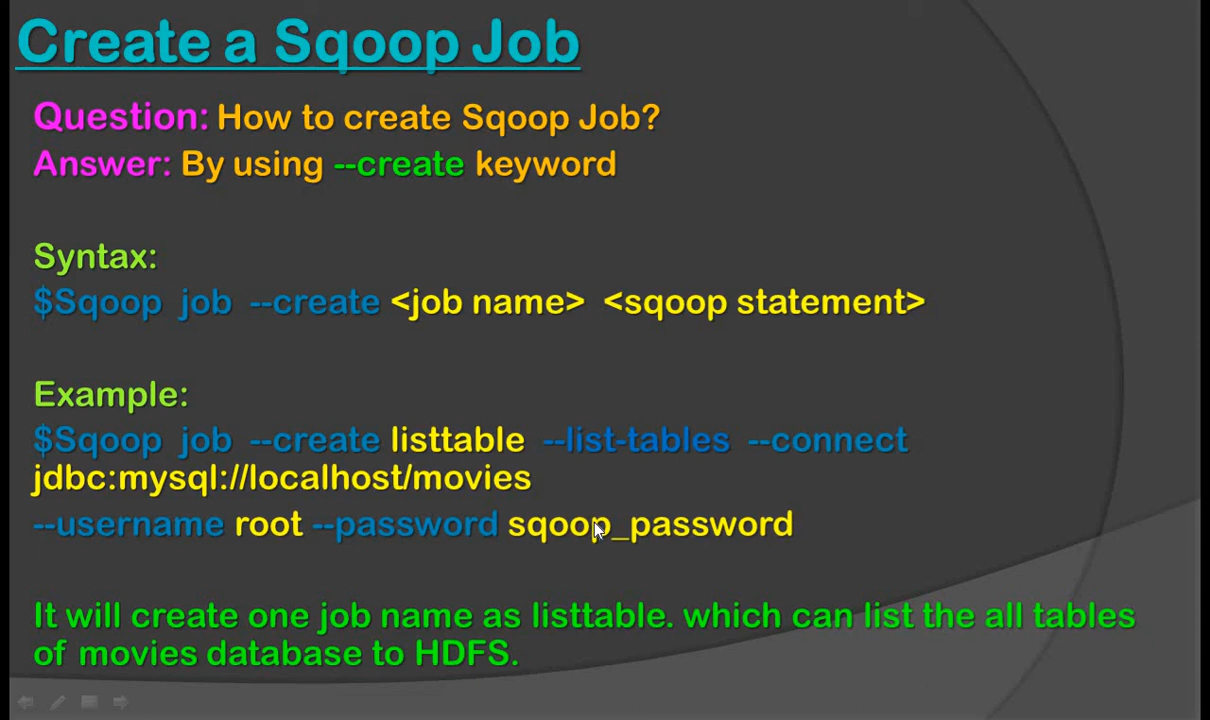 Create a Sqoop Job
Question: How to create Sqoop Job?
Answer: By using --create keyword
Syntax:
$Sqoop job --create <job name> <sqoop statement>
Example:
$Sqoop job --create listtable --list-tables --connect
jdbc:mysql://localhost/movies
--username root --password sqoop_password
It will create one job name as listtable. which can list the all tables
of movies database to HDFS.